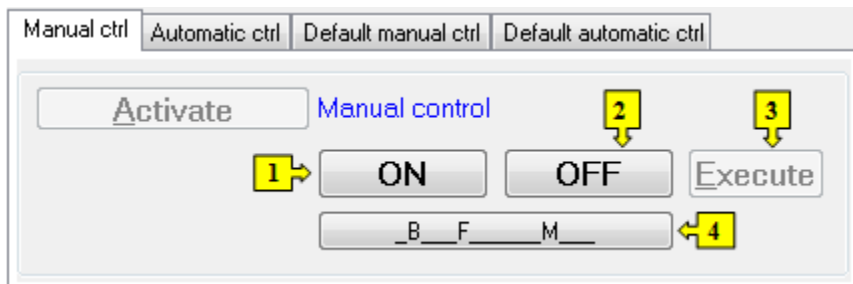 Manual ctrl Automatic ctrl Default manual ctrl Default automatic ctrl
Activate Manual control 2 3
1 ON OFF Execute
_B___F______M___ 4